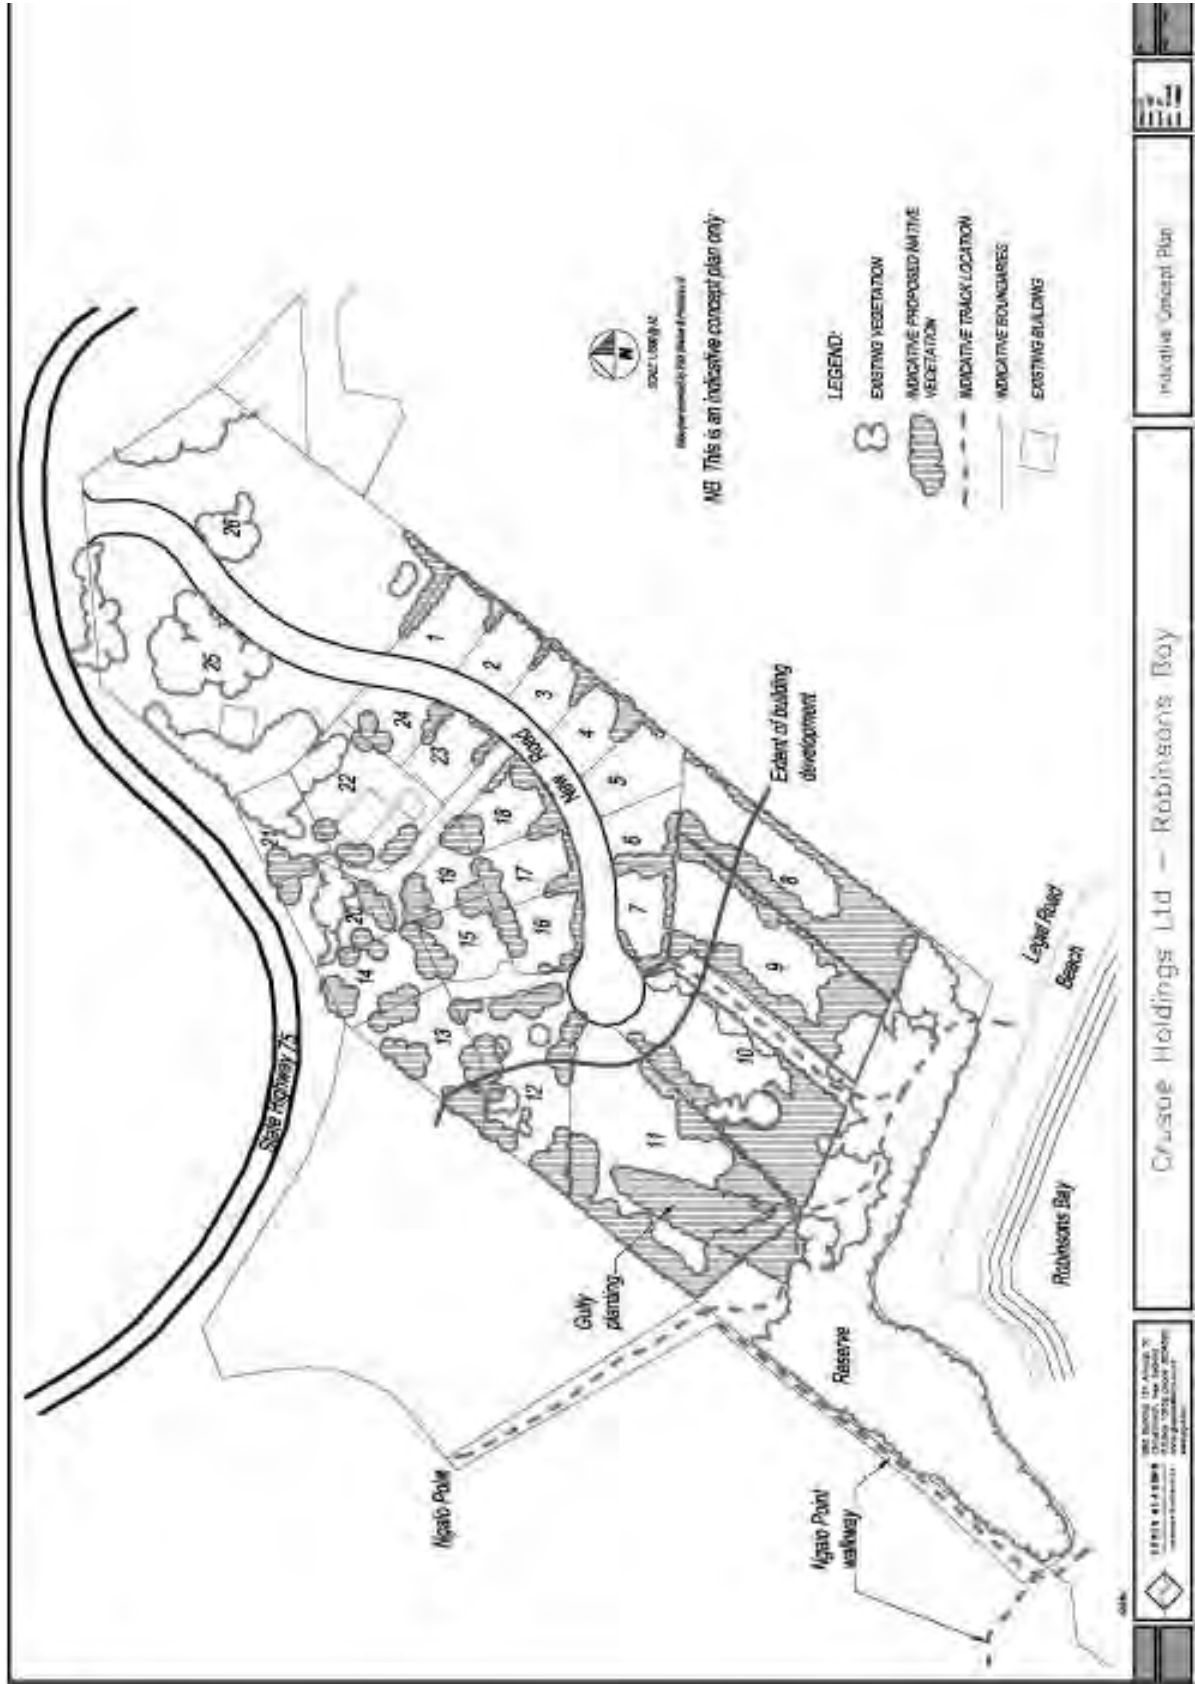 State Highway 75
26
25
1
2
3
4
5
6
7
8
9
10
11
12
13
14
15
16
17
18
19
20
21
22
23
24
New Road
N
NB This is an indicative concept plan only
LEGEND:
EXISTING VEGETATION
INDICATIVE PROPOSED NATIVE
VEGETATION
INDICATIVE TRACK LOCATION
INDICATIVE BOUNDARIES
EXISTING BUILDING
Extent of building
development
Legal Road
Beach
Robinsons Bay
Gully
planting
Reserve
Ngaio Point
walkway
Ngaio Point
Crusue Holdings Ltd - Robinsons Bay
Indicative Concept Plan